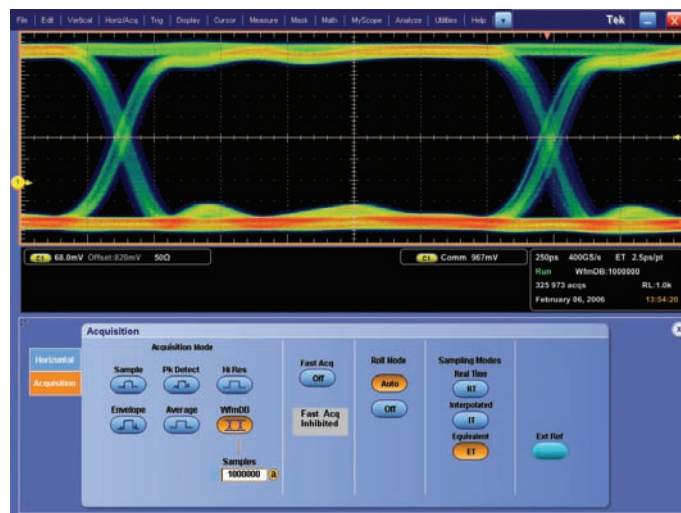 File | Edit | Vertical | Horiz/Acq | Trig | Display | Cursor | Measure | Mask | Math | MyScope | Analyze | Utilities | Help
Tek
X
1
C1 68.0mV Offset:820mV 50Ω
C1 Comm 967mV
250ps 400GS/s ET 2.5ps/pt
Run WfmDB:1000000
325 973 acqs RL:1.0k
February 06, 2006 13:54:20
Acquisition
X
Horizontal
Acquisition
Acquisition Mode
Sample Pk Detect Hi Res
Envelope Average WfmDB
Samples
1000000 a
Fast Acq
Off
Fast Acq
Inhibited
Roll Mode
Auto
Off
Sampling Modes
Real Time
RT
Interpolated
IT
Equivalent
ET
Ext Ref